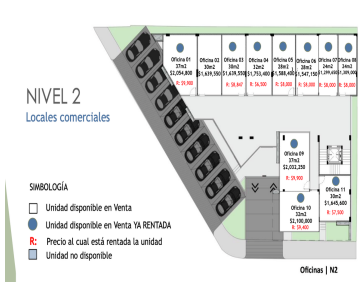 NIVEL 2
Locales comerciales
SIMBOLOGÍA
Unidad disponible en Venta
Unidad disponible en Venta YA RENTADA
R: Precio al cual está rentada la unidad
Unidad no disponible
Oficina 01
37m2
$2,054,800
R: $9,900
Oficina 02
30m2
$1,639,550
Oficina 03
30m2
$1,639,550
R: $8,847
Oficina 04
32m2
$1,753,400
R: $6,500
Oficina 05
28m2
$1,588,400
R: $8,000
Oficina 06
28m2
$1,547,150
R: $8,000
Oficina 07
24m2
$1,299,650
R: $8,000
Oficina 08
24m2
R: $8,000
Oficina 09
37m2
$2,032,250
R: $9,900
Oficina 10
32m2
$2,100,000
R: $9,400
Oficina 11
30m2
$1,645,600
R: $7,500
Oficinas | N2